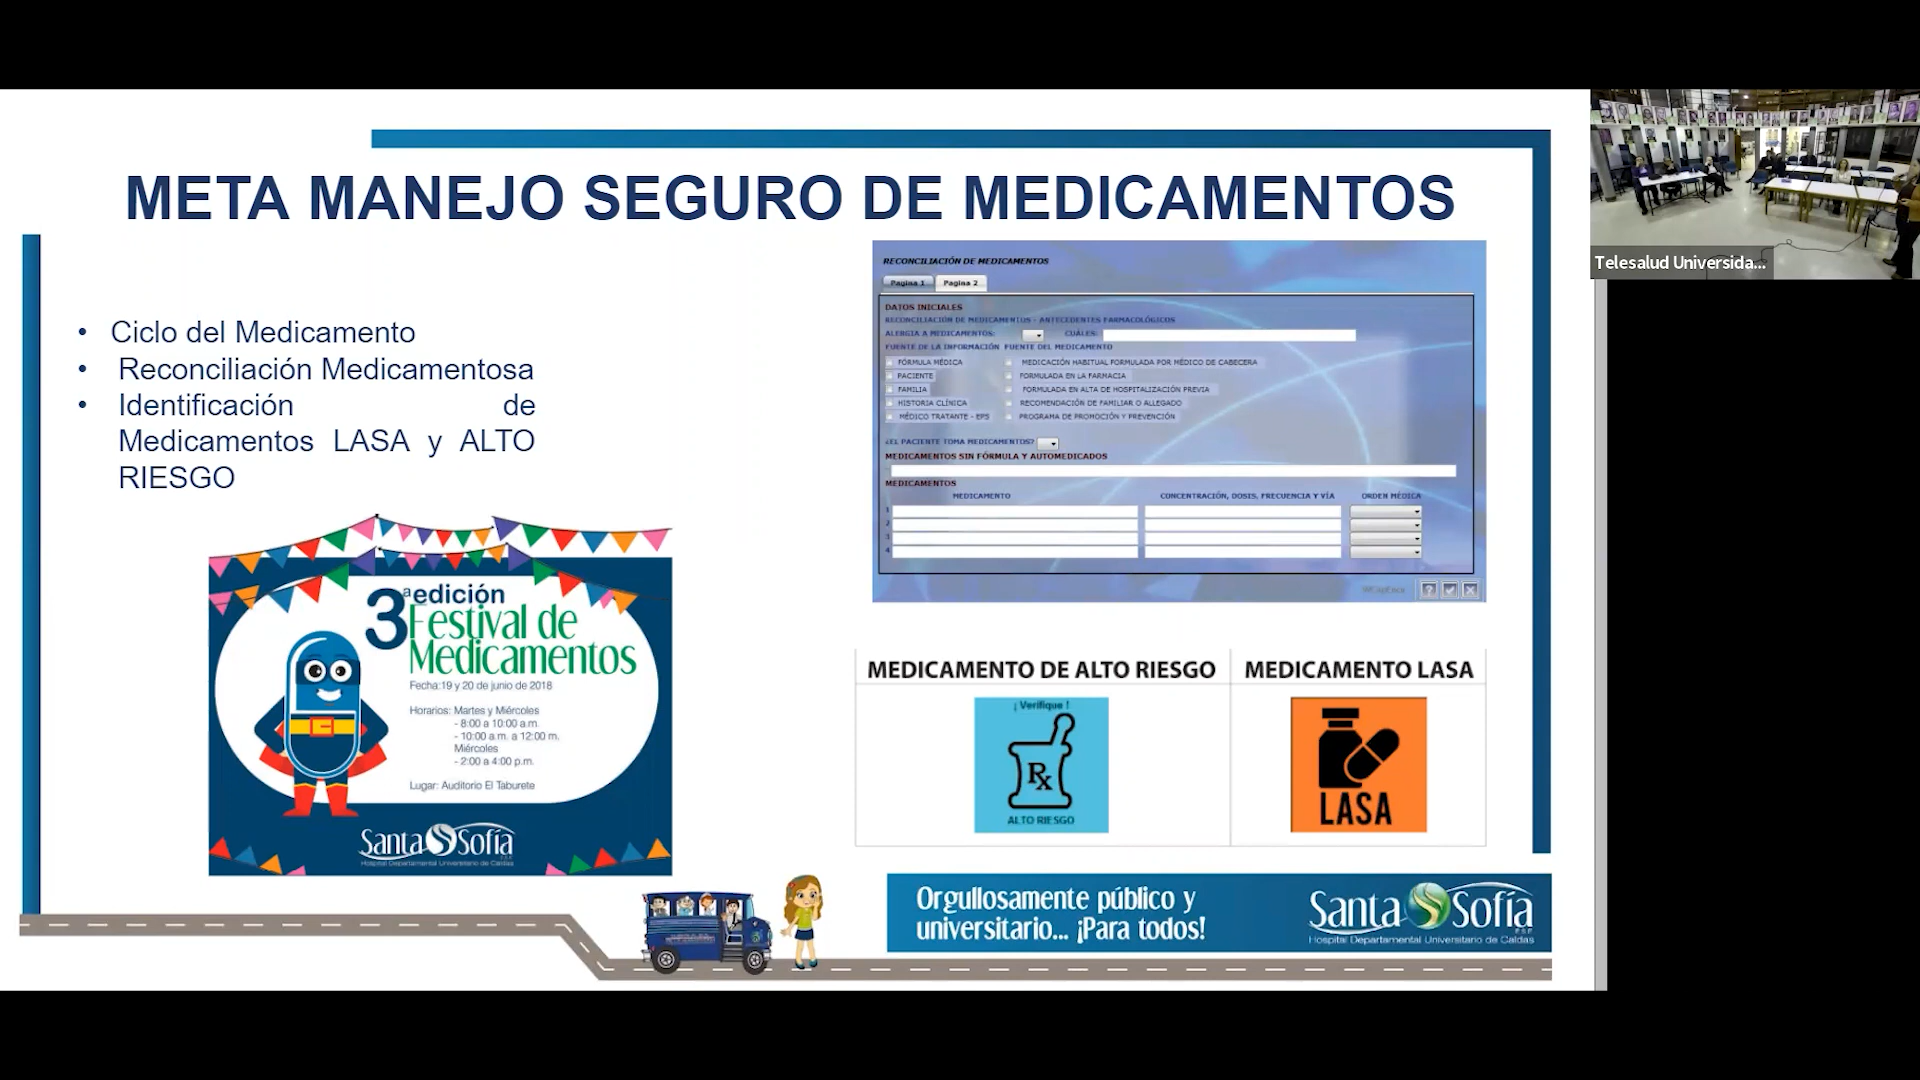 META MANEJO SEGURO DE MEDICAMENTOS
• Ciclo del Medicamento
• Reconciliación Medicamentosa
• Identificación de
Medicamentos LASA y ALTO
RIESGO
3ª edición
Festival de
Medicamentos
Fecha:19 y 20 de junio de 2018
Horarios: Martes y Miércoles
- 8:00 a 10:00 a.m.
- 10:00 a.m. a 12:00 m.
Miércoles
- 2:00 a 4:00 p.m.
Lugar: Auditorio El Taburete
Santa Sofía
Hospital Departamental Universitario de Caldas
RECONCILIACIÓN DE MEDICAMENTOS
Pagina 1 Pagina 2
DATOS INICIALES
RECONCILIACIÓN DE MEDICAMENTOS - ANTECEDENTES FARMACOLÓGICOS
ALERGIA A MEDICAMENTOS: CUÁLES:
FUENTE DE LA INFORMACIÓN FUENTE DEL MEDICAMENTO
FÓRMULA MÉDICA MEDICACIÓN HABITUAL FORMULADA POR MÉDICO DE CABECERA
PACIENTE FORMULADA EN LA FARMACIA
FAMILIA FORMULADA EN ALTA DE HOSPITALIZACIÓN PREVIA
HISTORIA CLÍNICA RECOMENDACIÓN DE FAMILIAR O ALLEGADO
MÉDICO TRATANTE - EPS PROGRAMA DE PROMOCIÓN Y PREVENCIÓN
¿EL PACIENTE TOMA MEDICAMENTOS?
MEDICAMENTOS SIN FÓRMULA Y AUTOMEDICADOS
MEDICAMENTOS
MEDICAMENTO CONCENTRACIÓN, DOSIS, FRECUENCIA Y VÍA ORDEN MÉDICA
1
2
3
4
MEDICAMENTO DE ALTO RIESGO MEDICAMENTO LASA
¡ Verifique !
Rx
ALTO RIESGO
LASA
Orgullosamente público y
universitario... ¡Para todos!
Santa Sofía
E.S.E
Hospital Departamental Universitario de Caldas
Telesalud Universida...